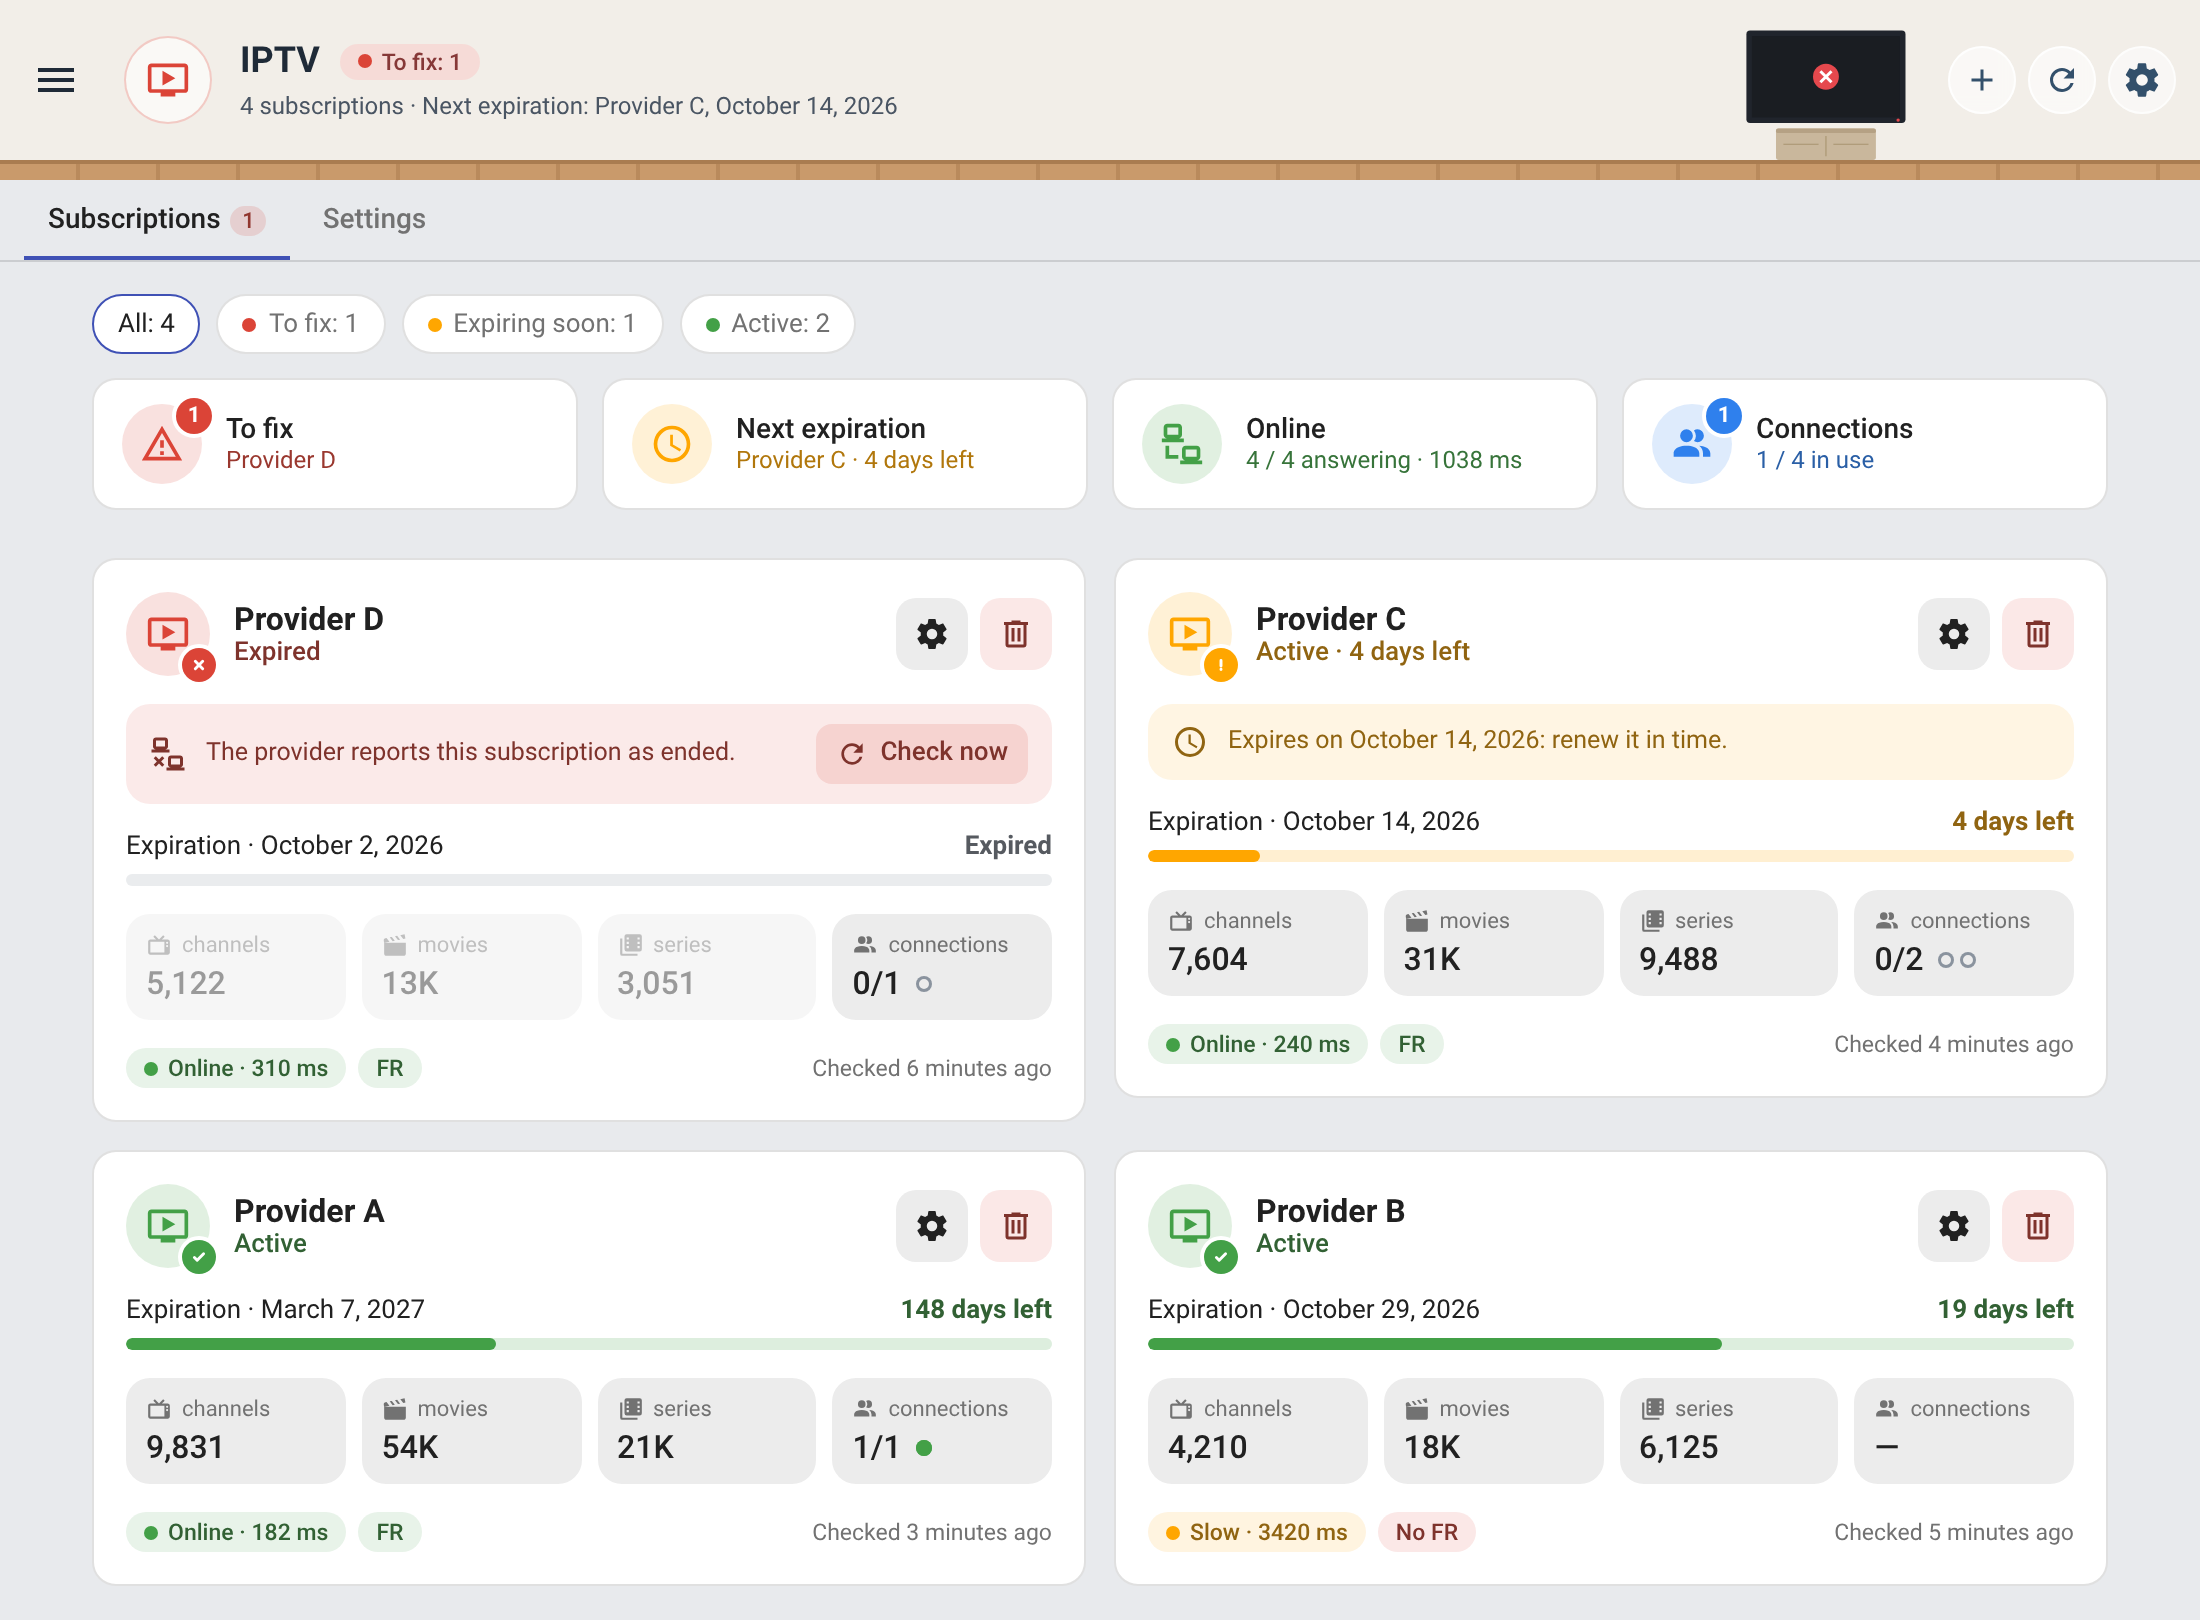 IPTV
To fix: 1
4 subscriptions · Next expiration: Provider C, October 14, 2026
Subscriptions 1
Settings
All: 4
To fix: 1
Expiring soon: 1
Active: 2
1
To fix
Provider D
Next expiration
Provider C · 4 days left
Online
4 / 4 answering · 1038 ms
1
Connections
1 / 4 in use
Provider D
Expired
The provider reports this subscription as ended.
Check now
Expiration · October 2, 2026
Expired
channels
5,122
movies
13K
series
3,051
connections
0/1
Online · 310 ms
FR
Checked 6 minutes ago
Provider C
Active · 4 days left
Expires on October 14, 2026: renew it in time.
Expiration · October 14, 2026
4 days left
channels
7,604
movies
31K
series
9,488
connections
0/2
Online · 240 ms
FR
Checked 4 minutes ago
Provider A
Active
Expiration · March 7, 2027
148 days left
channels
9,831
movies
54K
series
21K
connections
1/1
Online · 182 ms
FR
Checked 3 minutes ago
Provider B
Active
Expiration · October 29, 2026
19 days left
channels
4,210
movies
18K
series
6,125
connections
–
Slow · 3420 ms
No FR
Checked 5 minutes ago